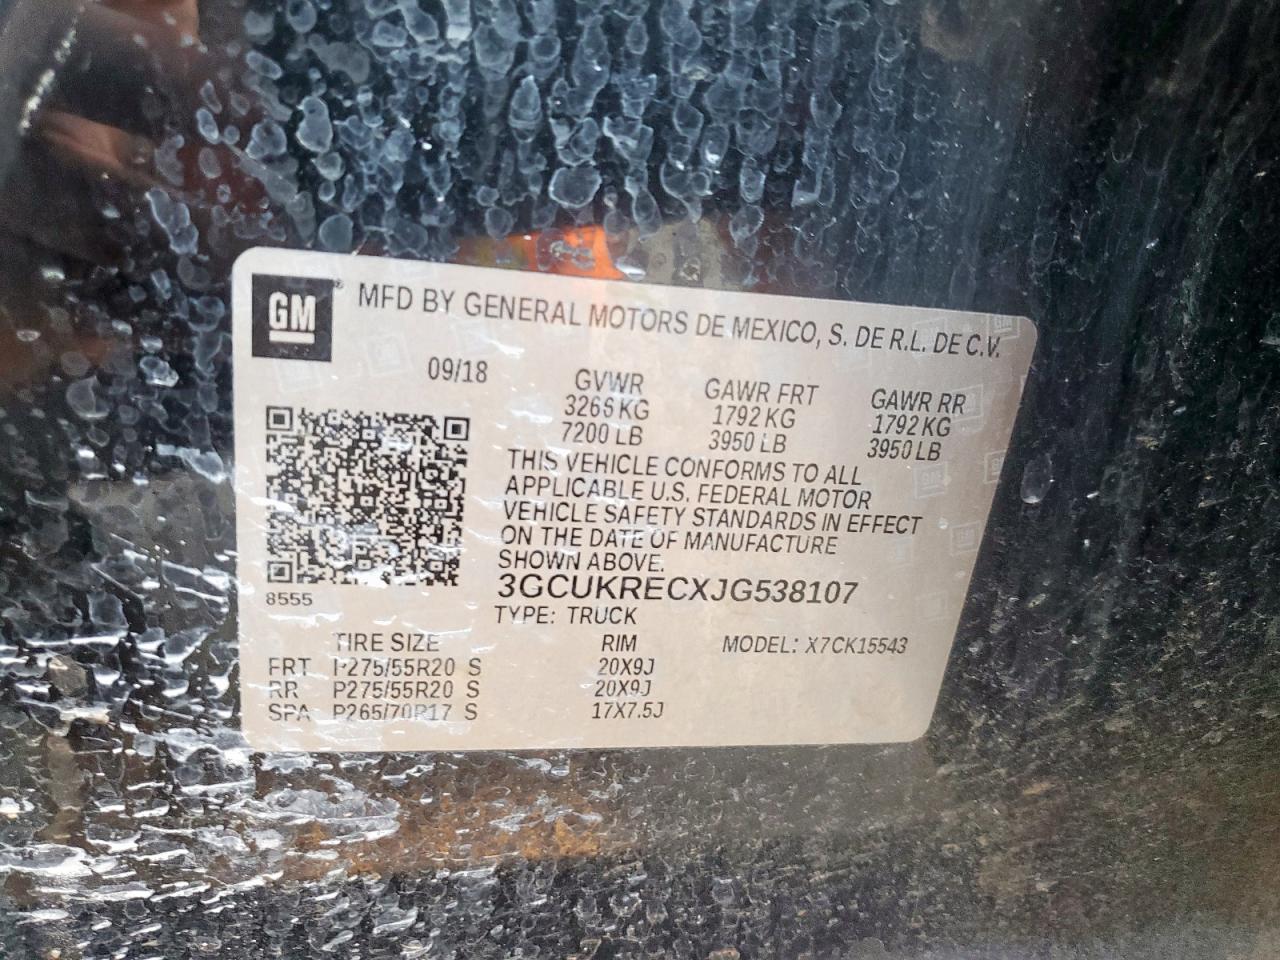 GM ® MFD BY GENERAL MOTORS DE MEXICO, S. DE R.L. DE C.V.
09/18
GVWR GAWR FRT GAWR RR
3266 KG 1792 KG 1792 KG
7200 LB 3950 LB 3950 LB
THIS VEHICLE CONFORMS TO ALL
APPLICABLE U.S. FEDERAL MOTOR
VEHICLE SAFETY STANDARDS IN EFFECT
ON THE DATE OF MANUFACTURE
SHOWN ABOVE.
3GCUKRECXJG538107
8555
TYPE: TRUCK
TIRE SIZE RIM MODEL: X7CK15543
FRT P275/55R20 S 20X9J
RR P275/55R20 S 20X9J
SPA P265/70R17 S 17X7.5J